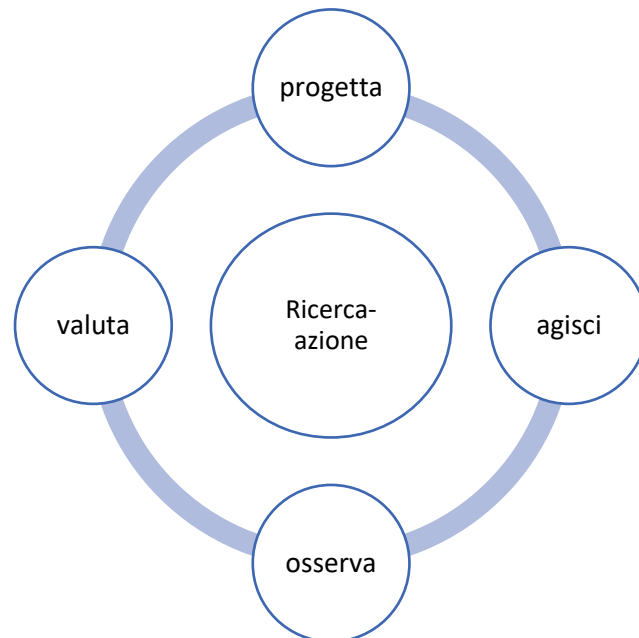 progetta
valuta
Ricerca-
azione
agisci
osserva